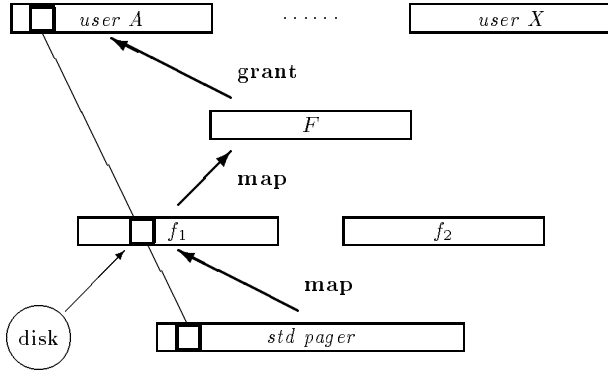 user A ...... user X
grant
F
map
f₁ f₂
map
disk std pager